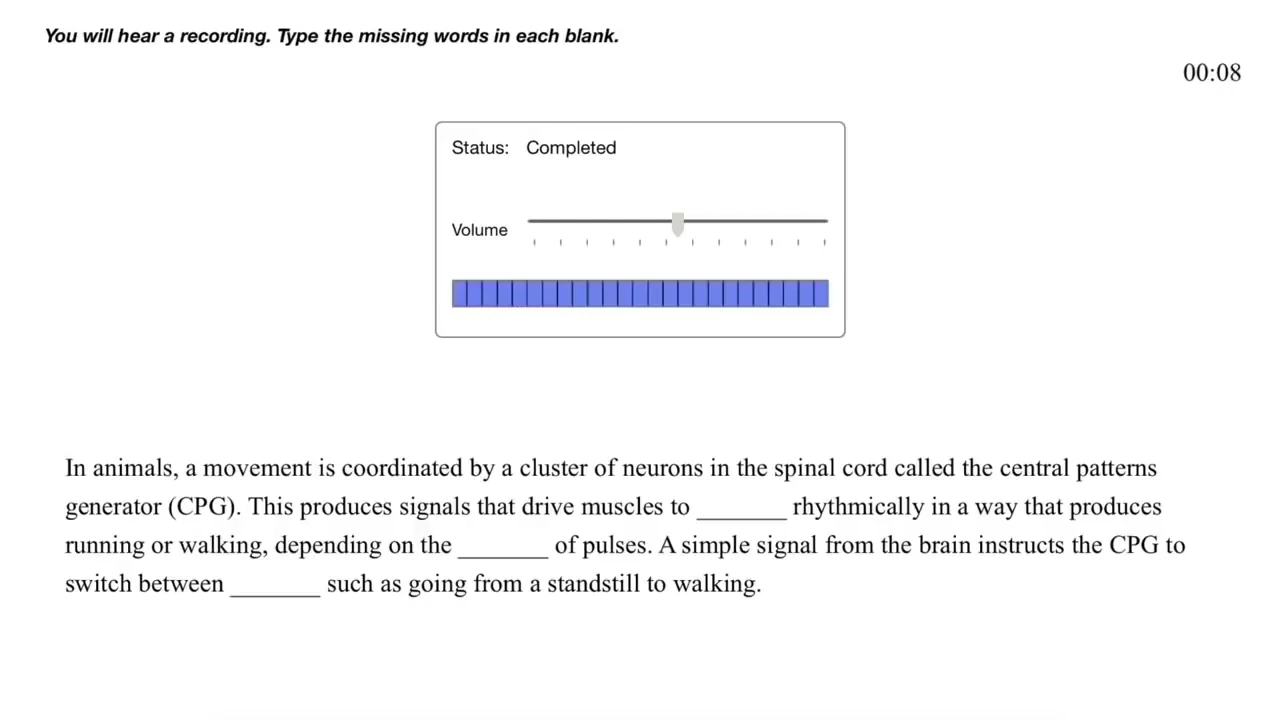 You will hear a recording. Type the missing words in each blank.
00:08
Status: Completed
Volume
In animals, a movement is coordinated by a cluster of neurons in the spinal cord called the central patterns
generator (CPG). This produces signals that drive muscles to _______ rhythmically in a way that produces
running or walking, depending on the _______ of pulses. A simple signal from the brain instructs the CPG to
switch between _______ such as going from a standstill to walking.